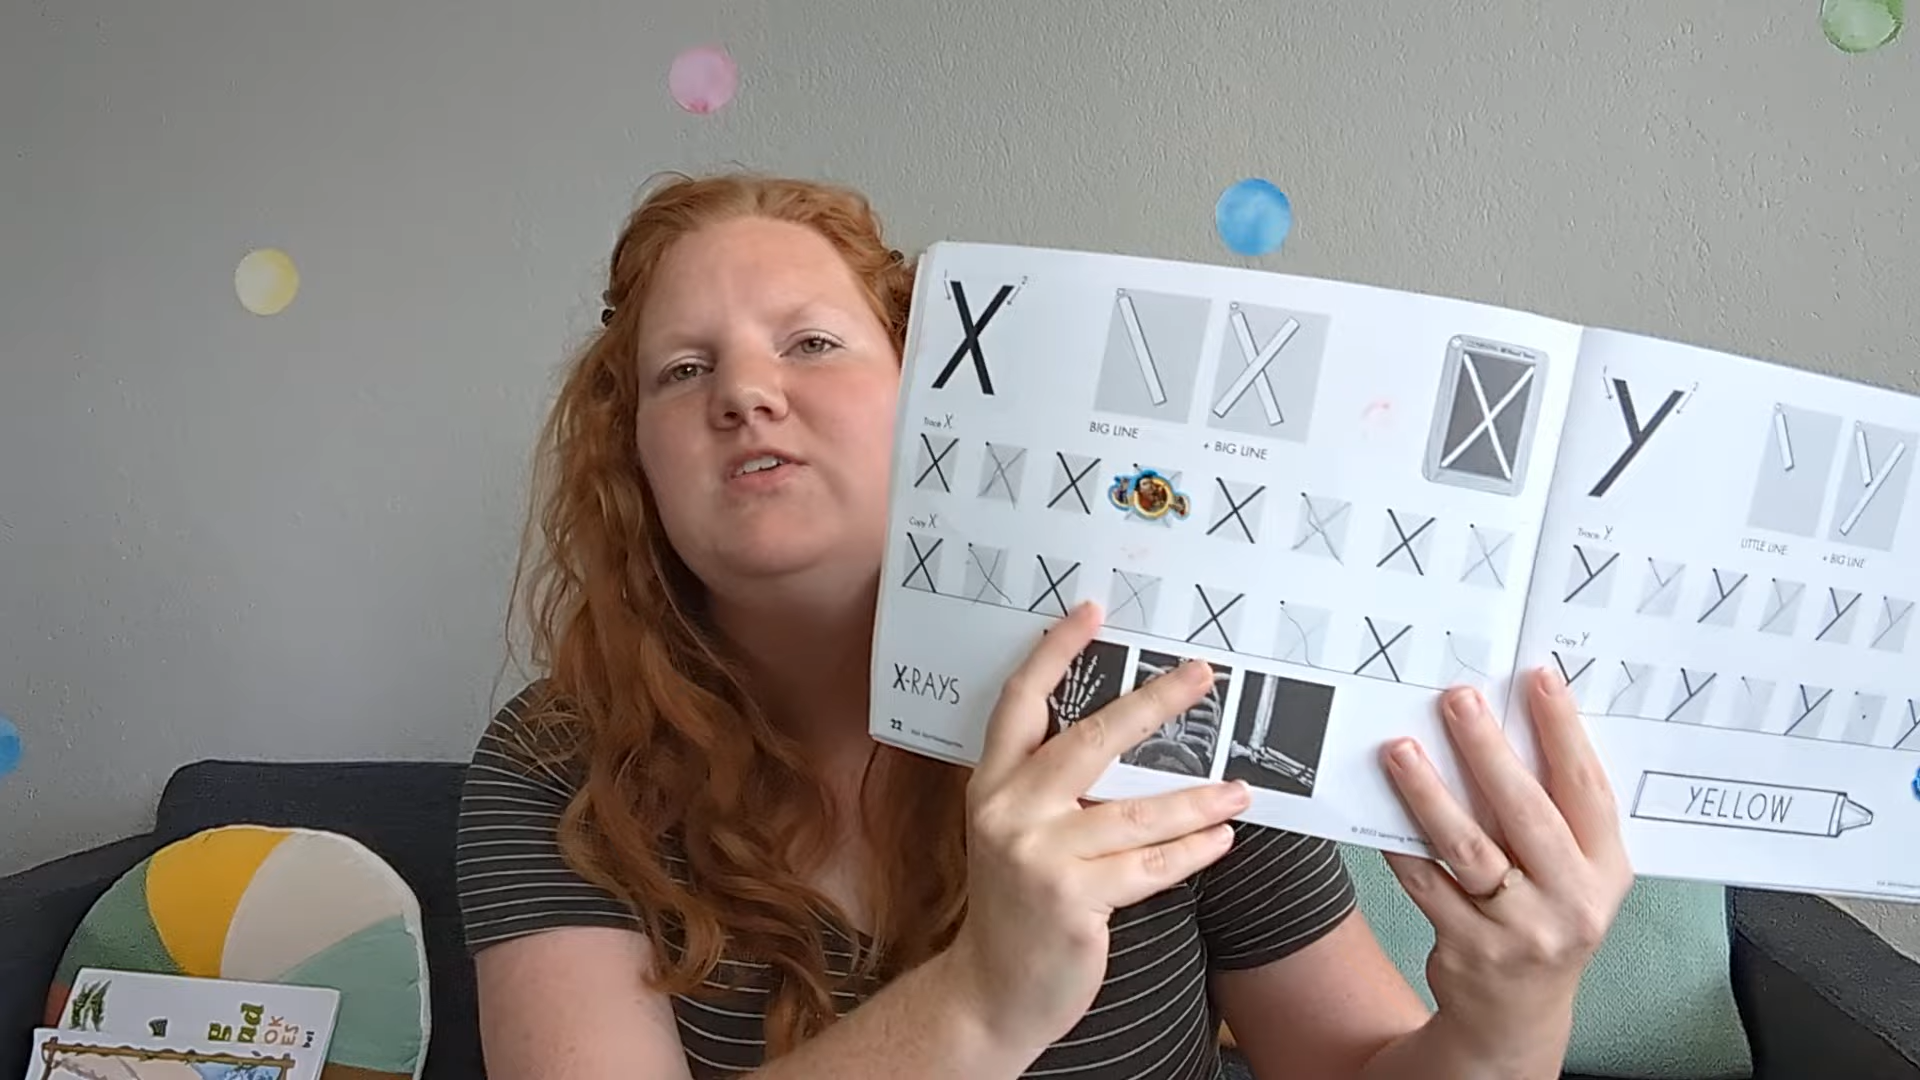 X
BIG LINE
+ BIG LINE
Trace X.
X X X X
Copy X.
X X X X
X-RAYS
22
Y
LITTLE LINE
+ BIG LINE
Trace Y.
Y Y Y
Copy Y.
Y Y Y Y
YELLOW